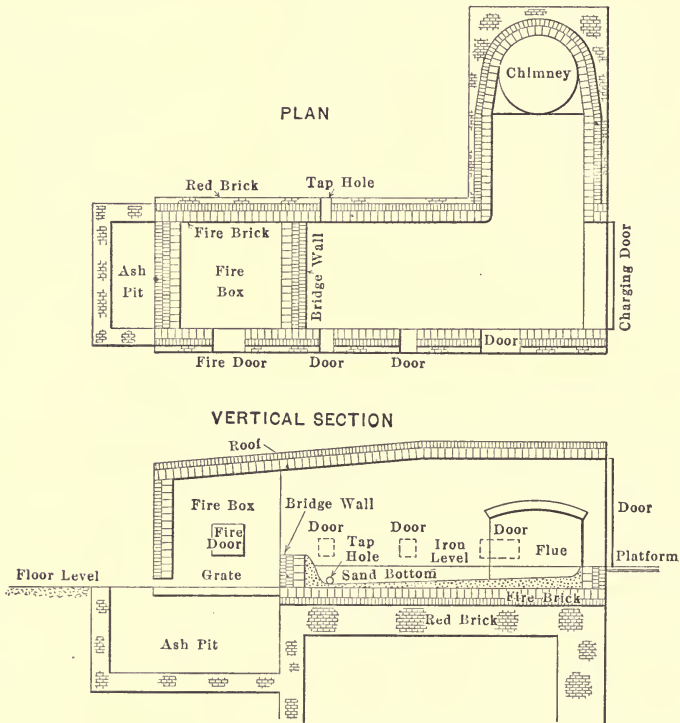 PLAN
Chimney
Red Brick
Tap Hole
Fire Brick
Ash
Pit
Fire
Box
Bridge Wall
Charging Door
Fire Door
Door
Door
Door
VERTICAL SECTION
Roof
Fire Box
Bridge Wall
Door
Fire
Door
Door
Tap
Hole
Door
Iron
Level
Door
Flue
Platform
Floor Level
Grate
Sand Bottom
Fire Brick
Red Brick
Ash Pit